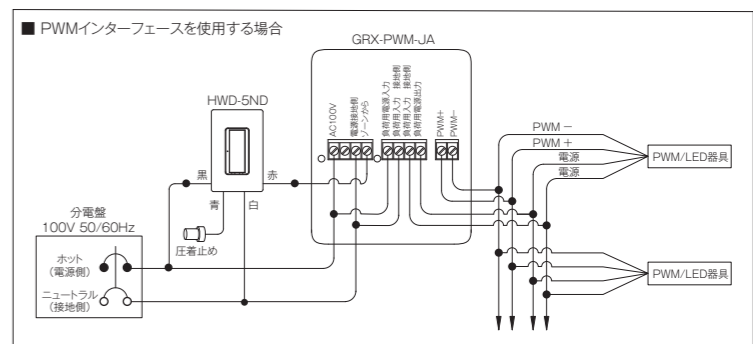 ■ PWMインターフェースを使用する場合
GRX-PWM-JA
HWD-5ND
AC100V
電源接地側
ゾーンから
負荷用電源入力
負荷用入力 接地側
負荷用入力 接地側
負荷用電源出力
PWM+
PWM−
PWM −
PWM +
電源
電源
PWM/LED器具
黒
赤
青
白
圧着止め
分電盤
100V 50/60Hz
ホット
(電源側)
ニュートラル
(接地側)
PWM/LED器具